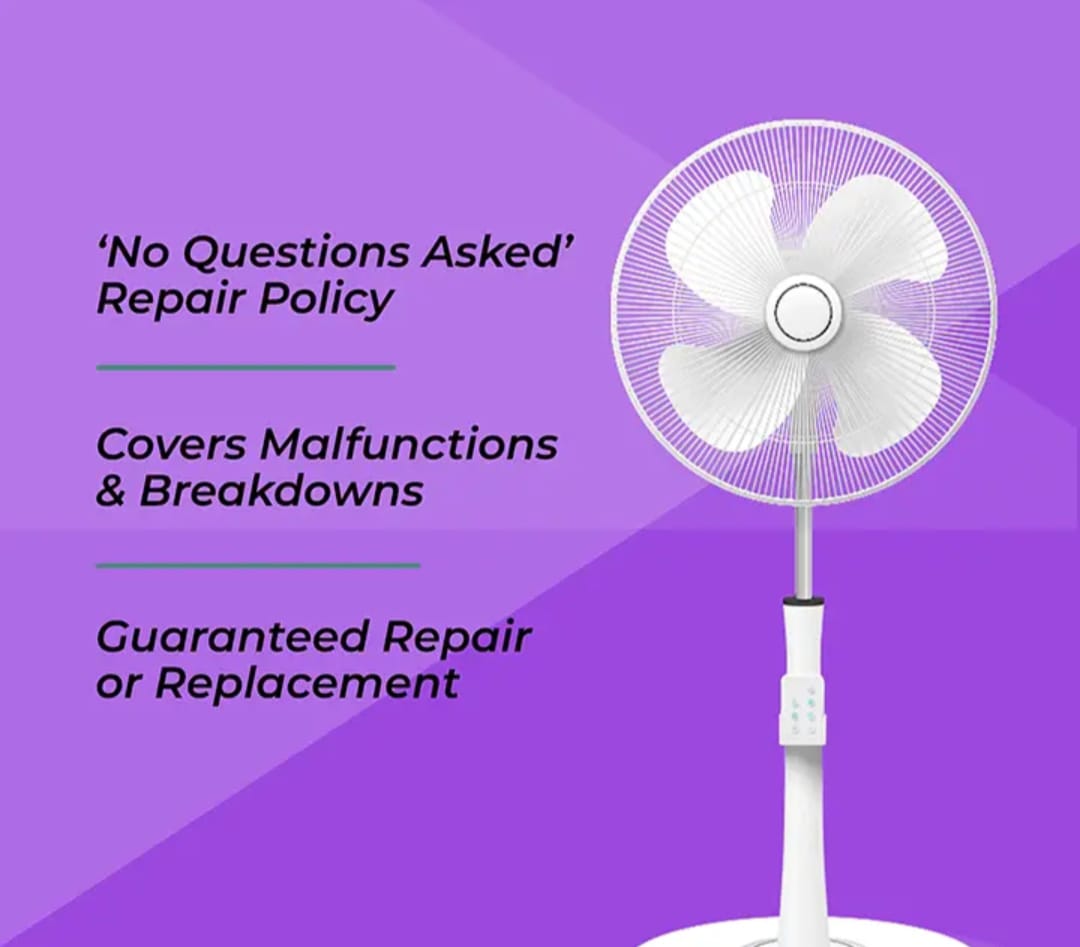 ‘No Questions Asked’
Repair Policy
Covers Malfunctions
& Breakdowns
Guaranteed Repair
or Replacement